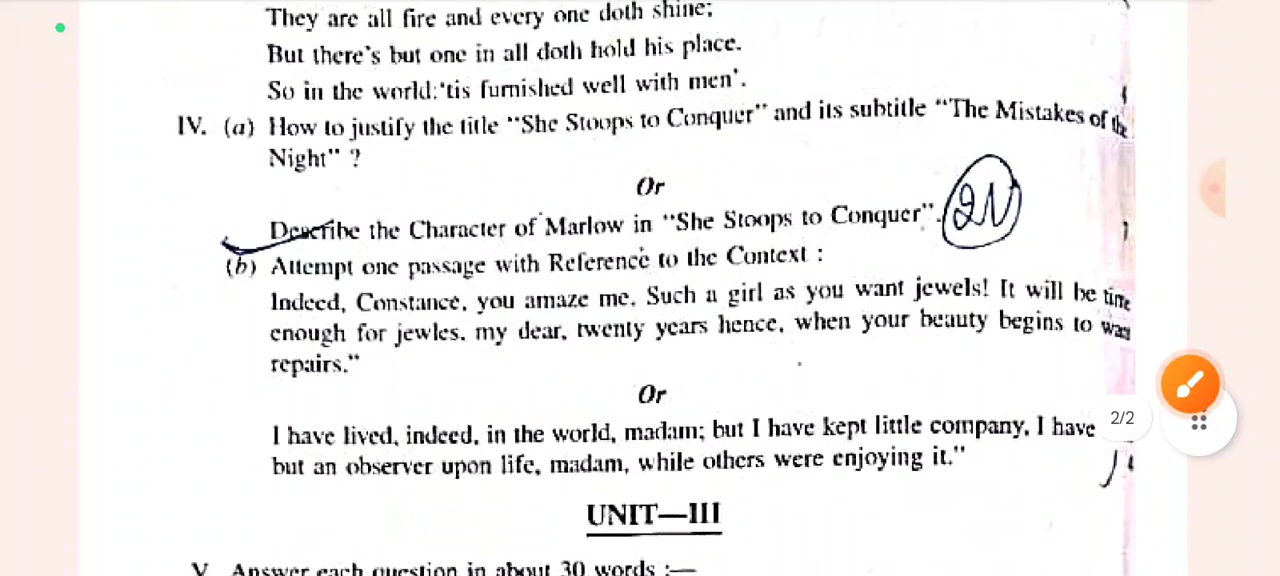 They are all fire and every one doth shine;
But there's but one in all doth hold his place.
So in the world:'tis furnished well with men'.
IV. (a) How to justify the title "She Stoops to Conquer" and its subtitle "The Mistakes of the
Night" ?
Or
Describe the Character of Marlow in "She Stoops to Conquer".
(b) Attempt one passage with Reference to the Context :
Indeed, Constance, you amaze me. Such a girl as you want jewels! It will be time
enough for jewles, my dear, twenty years hence, when your beauty begins to
repairs."
Or
I have lived, indeed, in the world, madam; but I have kept little company, I have
but an observer upon life, madam, while others were enjoying it."
2/2
UNIT—III
V. Answer each question in about 30 words :—